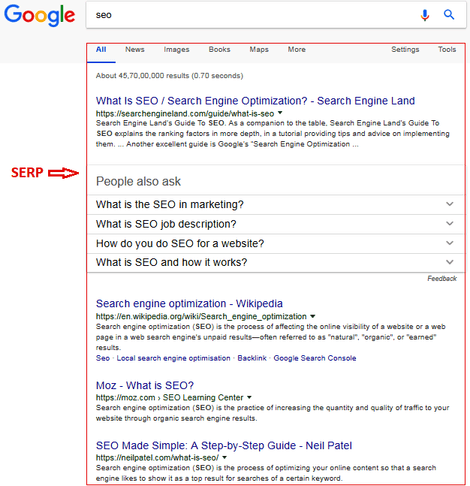 Google
seo
All News Images Books Maps More Settings Tools
About 45,70,00,000 results (0.70 seconds)
What Is SEO / Search Engine Optimization? - Search Engine Land
https://searchengineland.com/guide/what-is-seo
Search Engine Land's Guide To SEO. As a companion to the table. Search Engine Land's Guide To
SEO explains the ranking factors in more depth, in a tutorial providing tips and advice on implementing
them. ... Another excellent guide is Google's "Search Engine Optimization ...
SERP
People also ask
What is the SEO in marketing?
What is SEO job description?
How do you do SEO for a website?
What is SEO and how it works?
Feedback
Search engine optimization - Wikipedia
https://en.wikipedia.org/wiki/Search_engine_optimization
Search engine optimization (SEO) is the process of affecting the online visibility of a website or a web
page in a web search engine's unpaid results—often referred to as "natural", "organic", or "earned"
results.
Seo · Local search engine optimisation · Backlink · Google Search Console
Moz - What is SEO?
https://moz.com › SEO Learning Center
Search engine optimization (SEO) is the practice of increasing the quantity and quality of traffic to your
website through organic search engine results.
SEO Made Simple: A Step-by-Step Guide - Neil Patel
https://neilpatel.com/what-is-seo/
Search engine optimization (SEO) is the process of optimizing your online content so that a search
engine likes to show it as a top result for searches of a certain keyword.